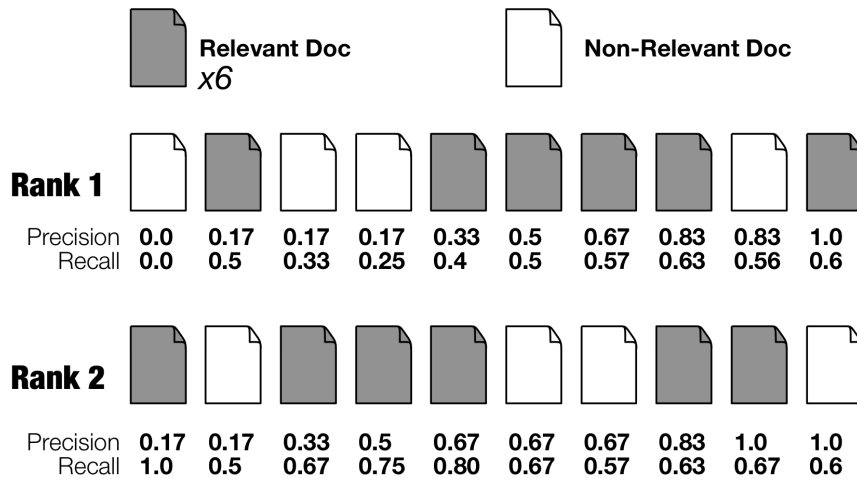 Relevant Doc
x6
Non-Relevant Doc
Rank 1
Precision 0.0 0.17 0.17 0.17 0.33 0.5 0.67 0.83 0.83 1.0
Recall 0.0 0.5 0.33 0.25 0.4 0.5 0.57 0.63 0.56 0.6
Rank 2
Precision 0.17 0.17 0.33 0.5 0.67 0.67 0.67 0.83 1.0 1.0
Recall 1.0 0.5 0.67 0.75 0.80 0.67 0.57 0.63 0.67 0.6